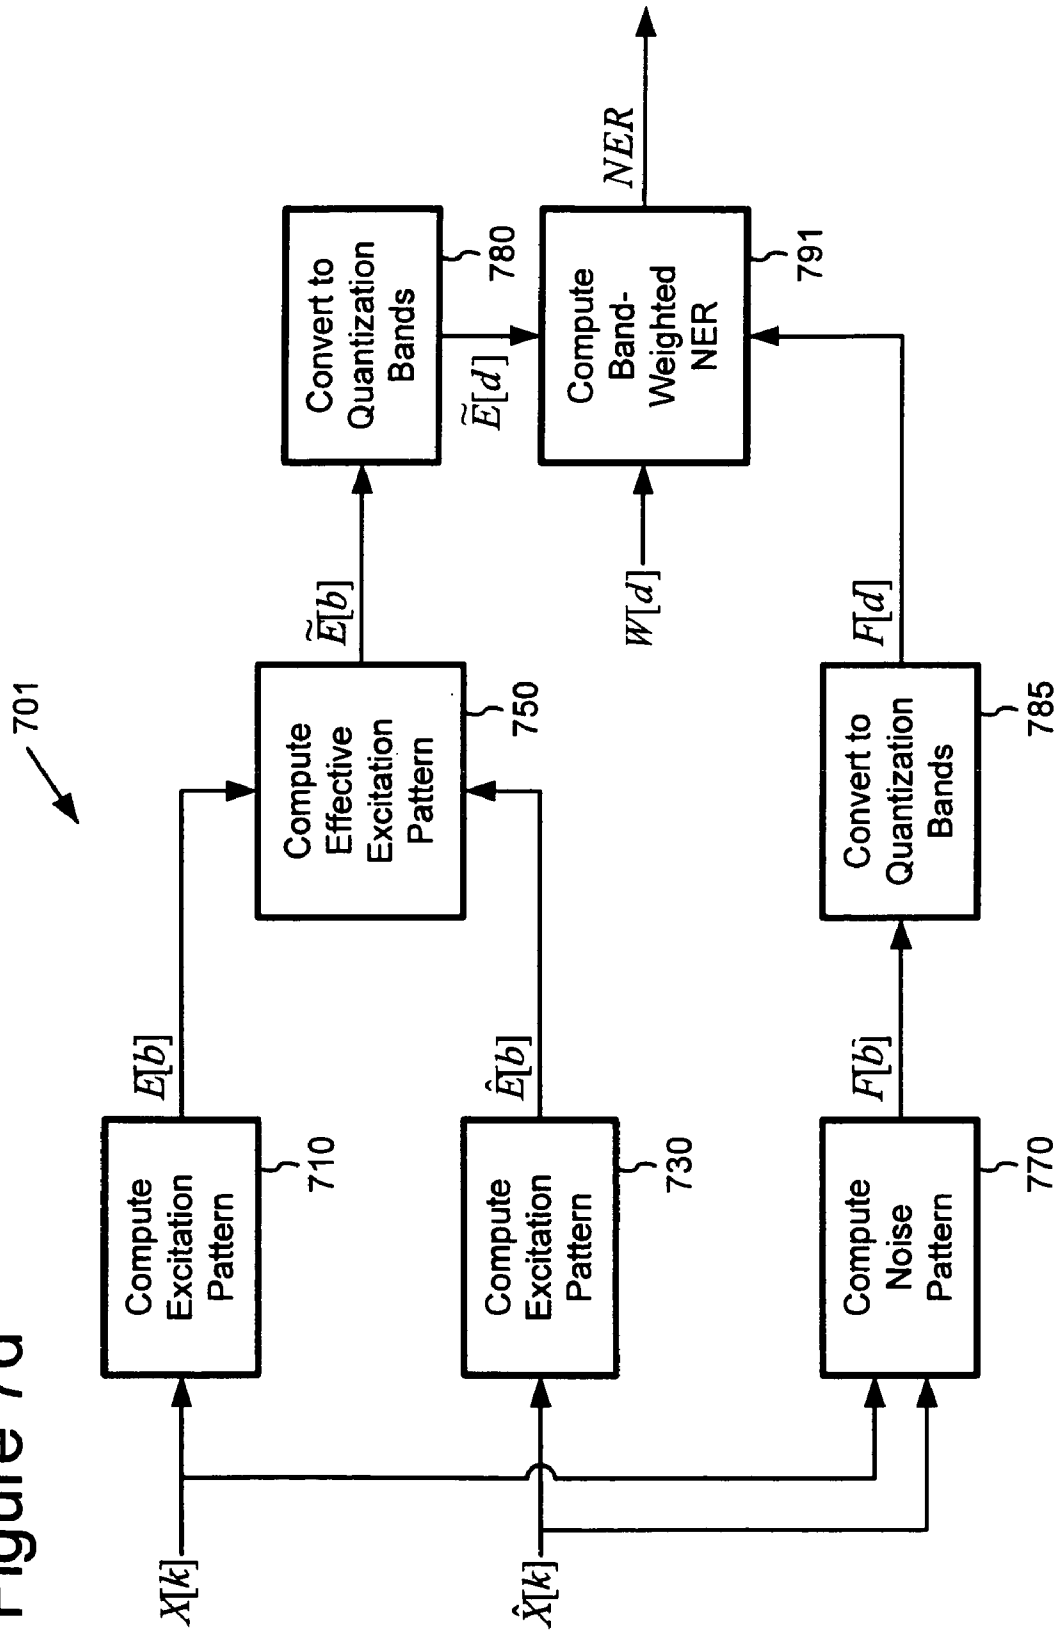 Figure 7d
701
X[k]
X̂[k]
Compute
Excitation
Pattern
710
E[b]
Compute
Excitation
Pattern
730
Ê[b]
Compute
Noise
Pattern
770
F[b]
Compute
Effective
Excitation
Pattern
750
Ẽ[b]
Convert to
Quantization
Bands
785
F[d]
W[d]
Convert to
Quantization
Bands
780
Ẽ[d]
Compute
Band-
Weighted
NER
791
NER